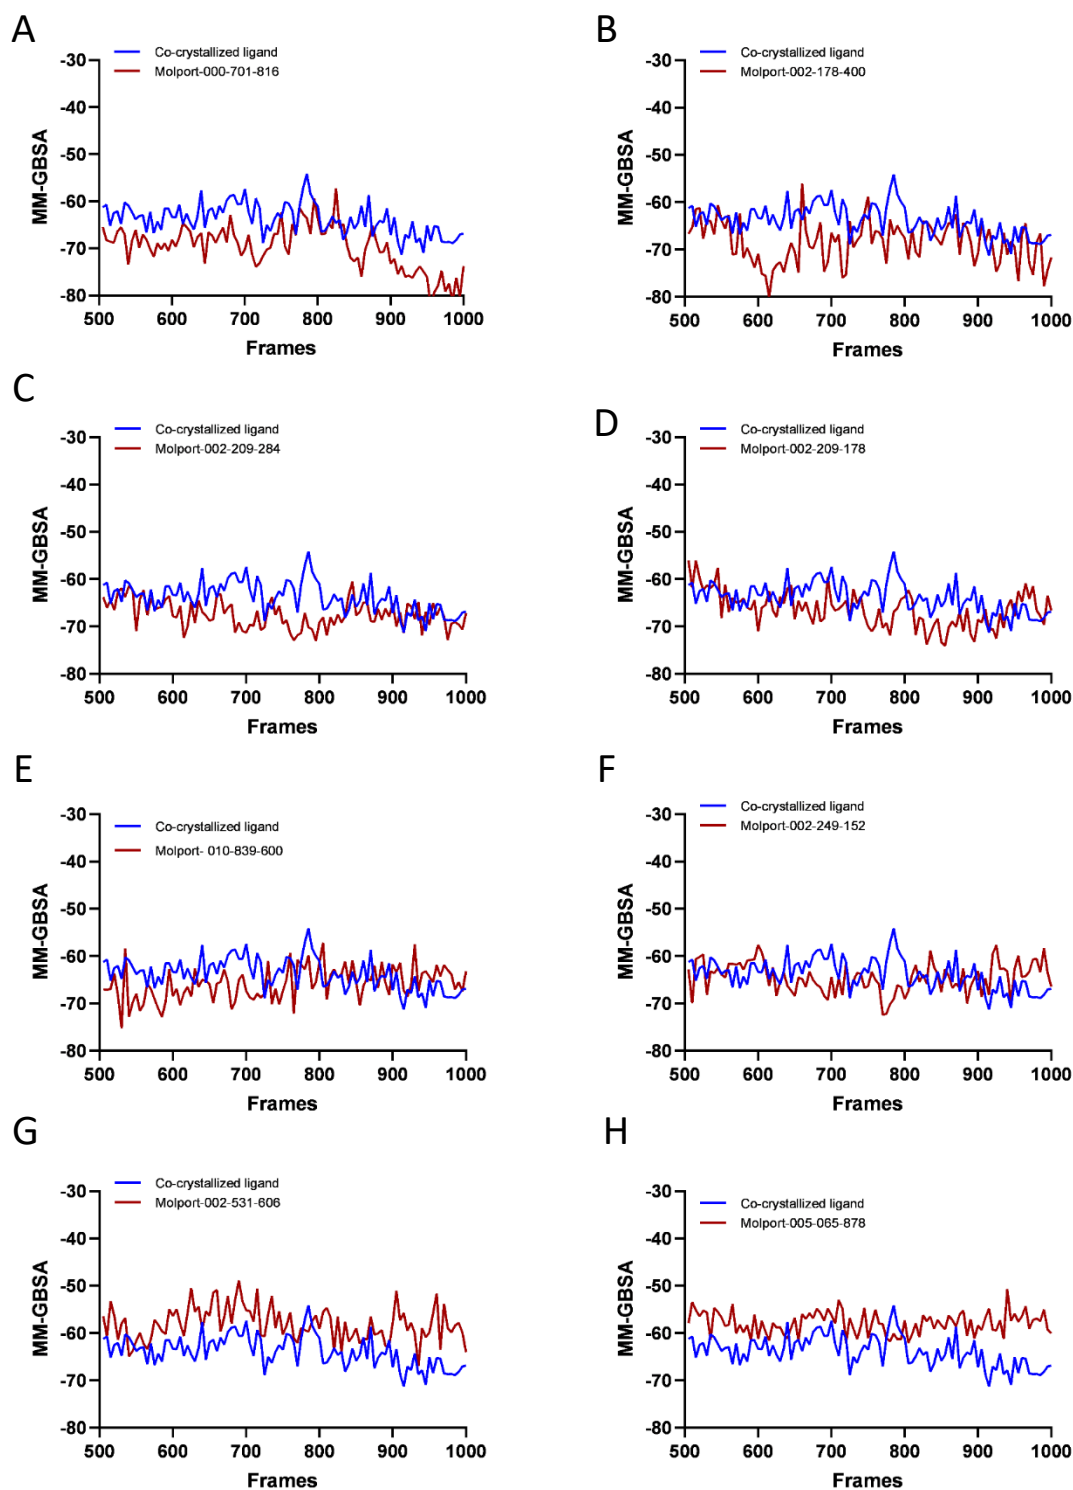 A
Co-crystallized ligand
Molport-000-701-816
-30
-40
-50
-60
-70
-80
MM-GBSA
500 600 700 800 900 1000
Frames
B
Co-crystallized ligand
Molport-002-178-400
-30
-40
-50
-60
-70
-80
MM-GBSA
500 600 700 800 900 1000
Frames
C
Co-crystallized ligand
Molport-002-209-284
-30
-40
-50
-60
-70
-80
MM-GBSA
500 600 700 800 900 1000
Frames
D
Co-crystallized ligand
Molport-002-209-178
-30
-40
-50
-60
-70
-80
MM-GBSA
500 600 700 800 900 1000
Frames
E
Co-crystallized ligand
Molport- 010-839-600
-30
-40
-50
-60
-70
-80
MM-GBSA
500 600 700 800 900 1000
Frames
F
Co-crystallized ligand
Molport-002-249-152
-30
-40
-50
-60
-70
-80
MM-GBSA
500 600 700 800 900 1000
Frames
G
Co-crystallized ligand
Molport-002-531-606
-30
-40
-50
-60
-70
-80
MM-GBSA
500 600 700 800 900 1000
Frames
H
Co-crystallized ligand
Molport-005-065-878
-30
-40
-50
-60
-70
-80
MM-GBSA
500 600 700 800 900 1000
Frames